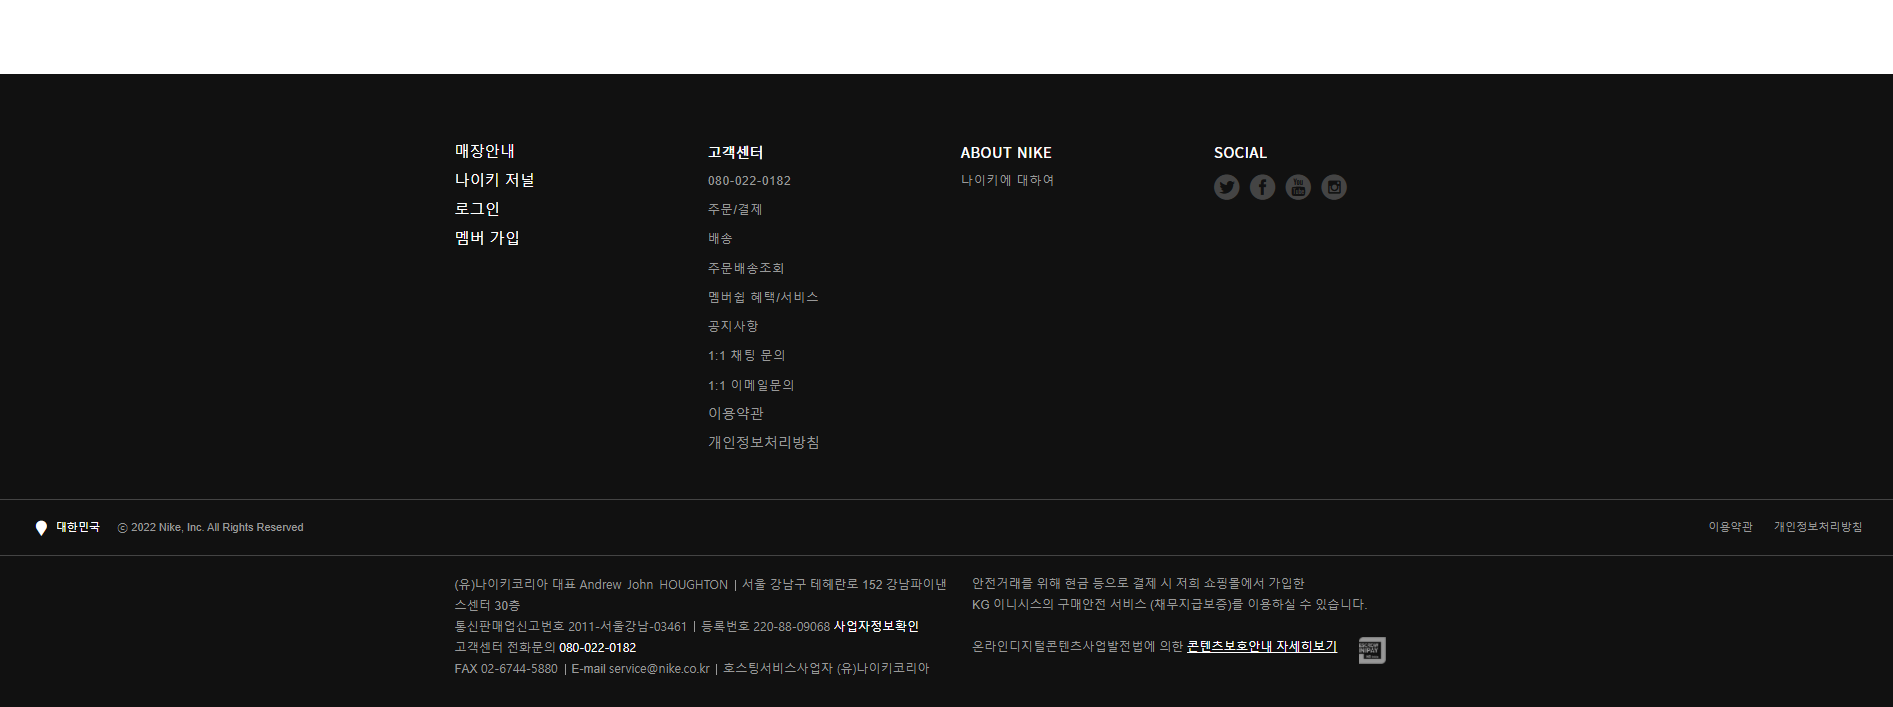 매장안내
나이키 저널
로그인
멤버 가입
고객센터
080-022-0182
주문/결제
배송
주문배송조회
멤버쉽 혜택/서비스
공지사항
1:1 채팅 문의
1:1 이메일문의
이용약관
개인정보처리방침
ABOUT NIKE
나이키에 대하여
SOCIAL
You Tube
대한민국 ⓒ 2022 Nike, Inc. All Rights Reserved
이용약관 개인정보처리방침
(유)나이키코리아 대표 Andrew John HOUGHTON | 서울 강남구 테헤란로 152 강남파이낸
스센터 30층
통신판매업신고번호 2011-서울강남-03461 | 등록번호 220-88-09068 사업자정보확인
고객센터 전화문의 080-022-0182
FAX 02-6744-5880 | E-mail service@nike.co.kr | 호스팅서비스사업자 (유)나이키코리아
안전거래를 위해 현금 등으로 결제 시 저희 쇼핑몰에서 가입한
KG 이니시스의 구매안전 서비스 (채무지급보증)를 이용하실 수 있습니다.
온라인디지털콘텐츠사업발전법에 의한 콘텐츠보호안내 자세히보기